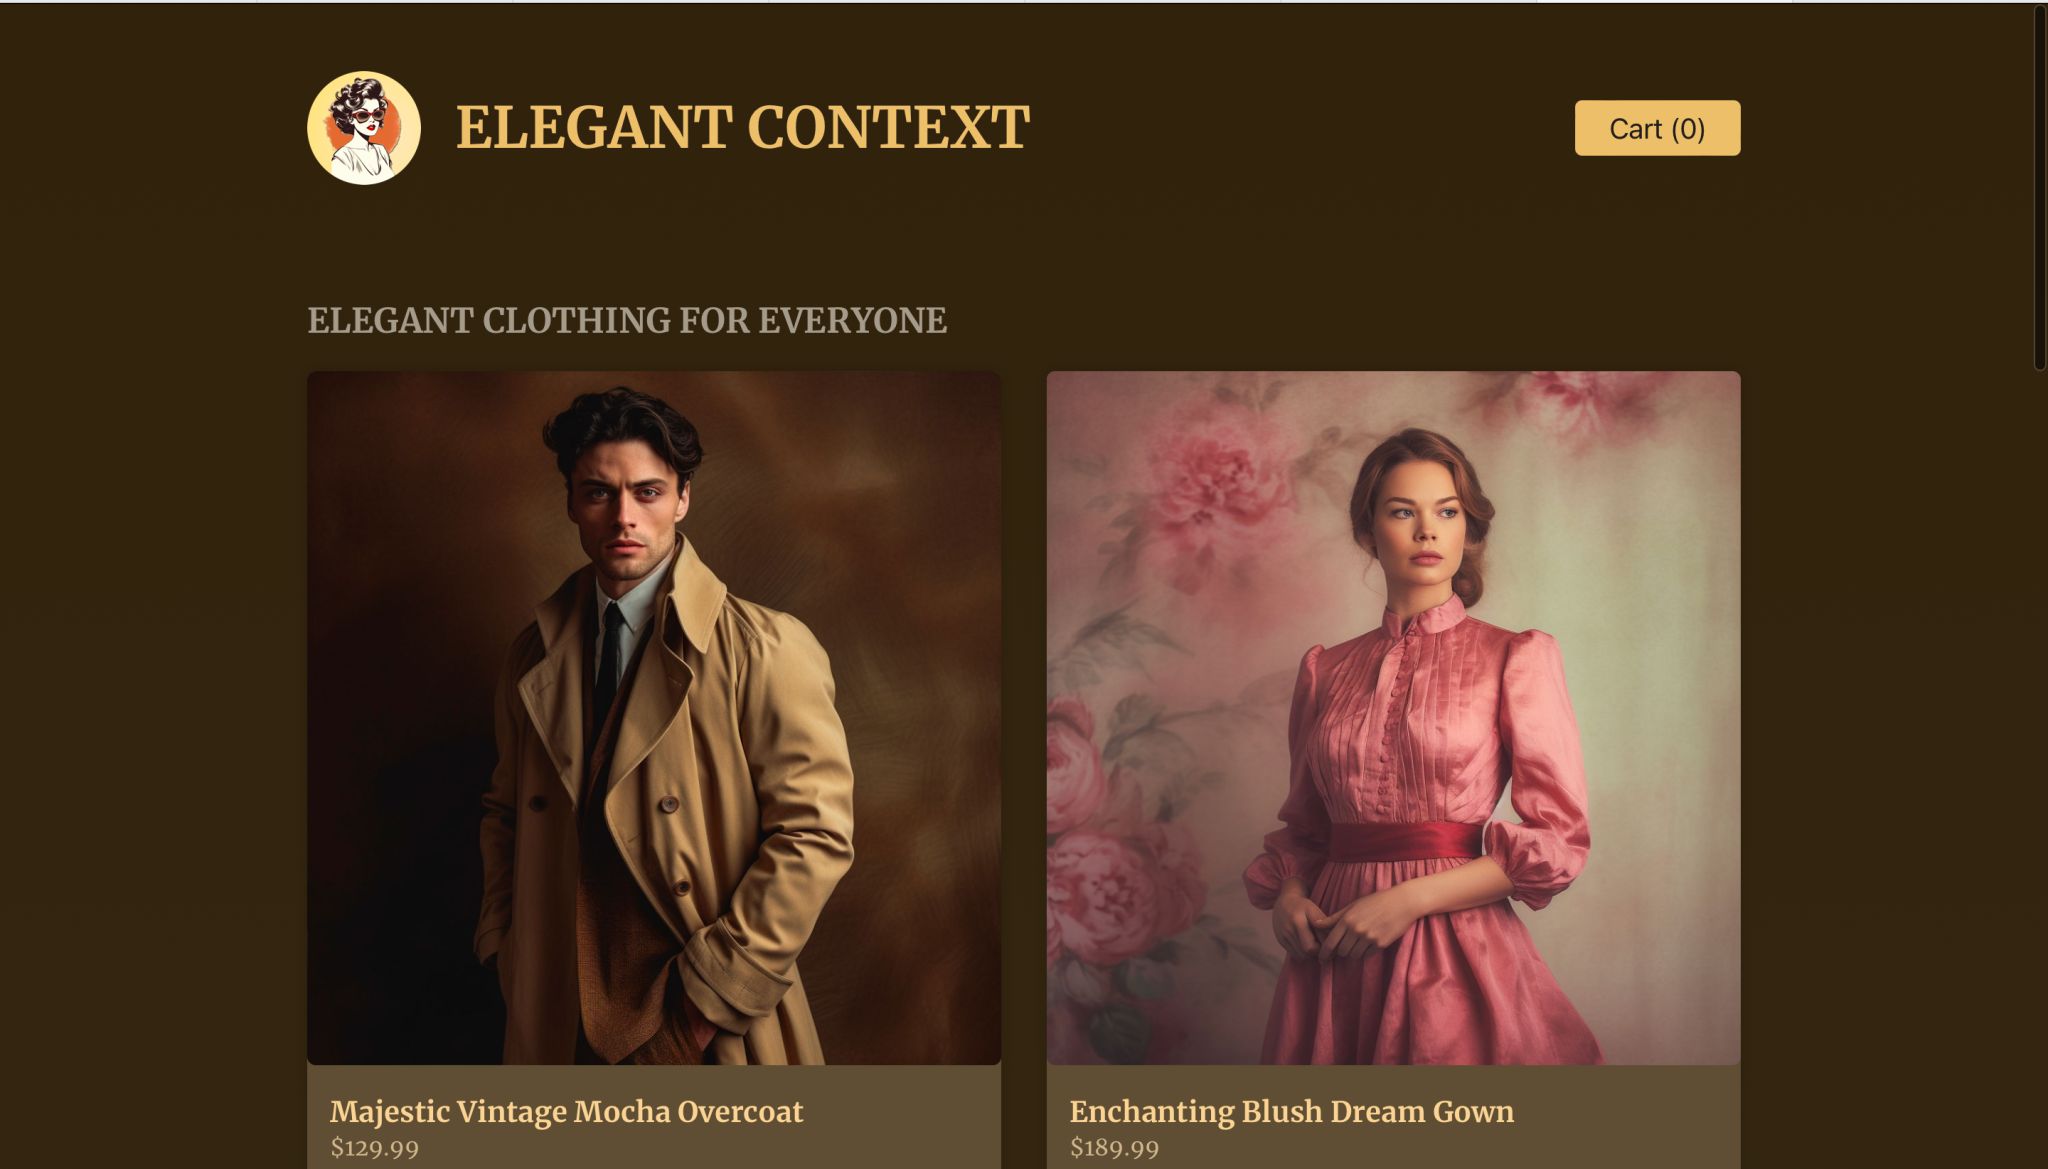 ELEGANT CONTEXT
Cart (0)
ELEGANT CLOTHING FOR EVERYONE
Majestic Vintage Mocha Overcoat
$129.99
Enchanting Blush Dream Gown
$189.99